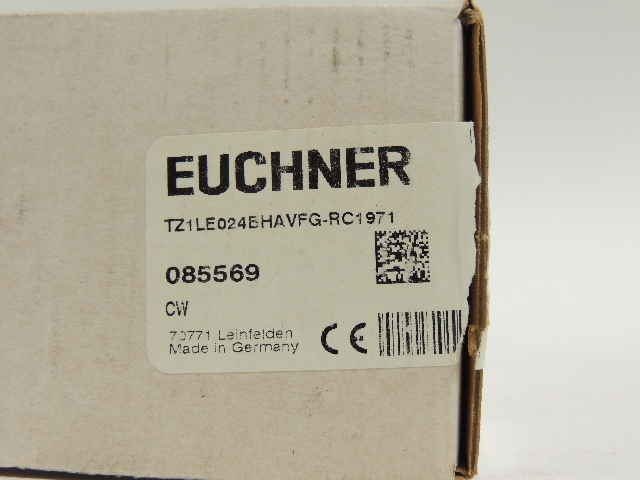 EUCHNER
TZ1LE024BHAVFG-RC1971
085569
CW
70771 Leinfelden
Made in Germany
CE